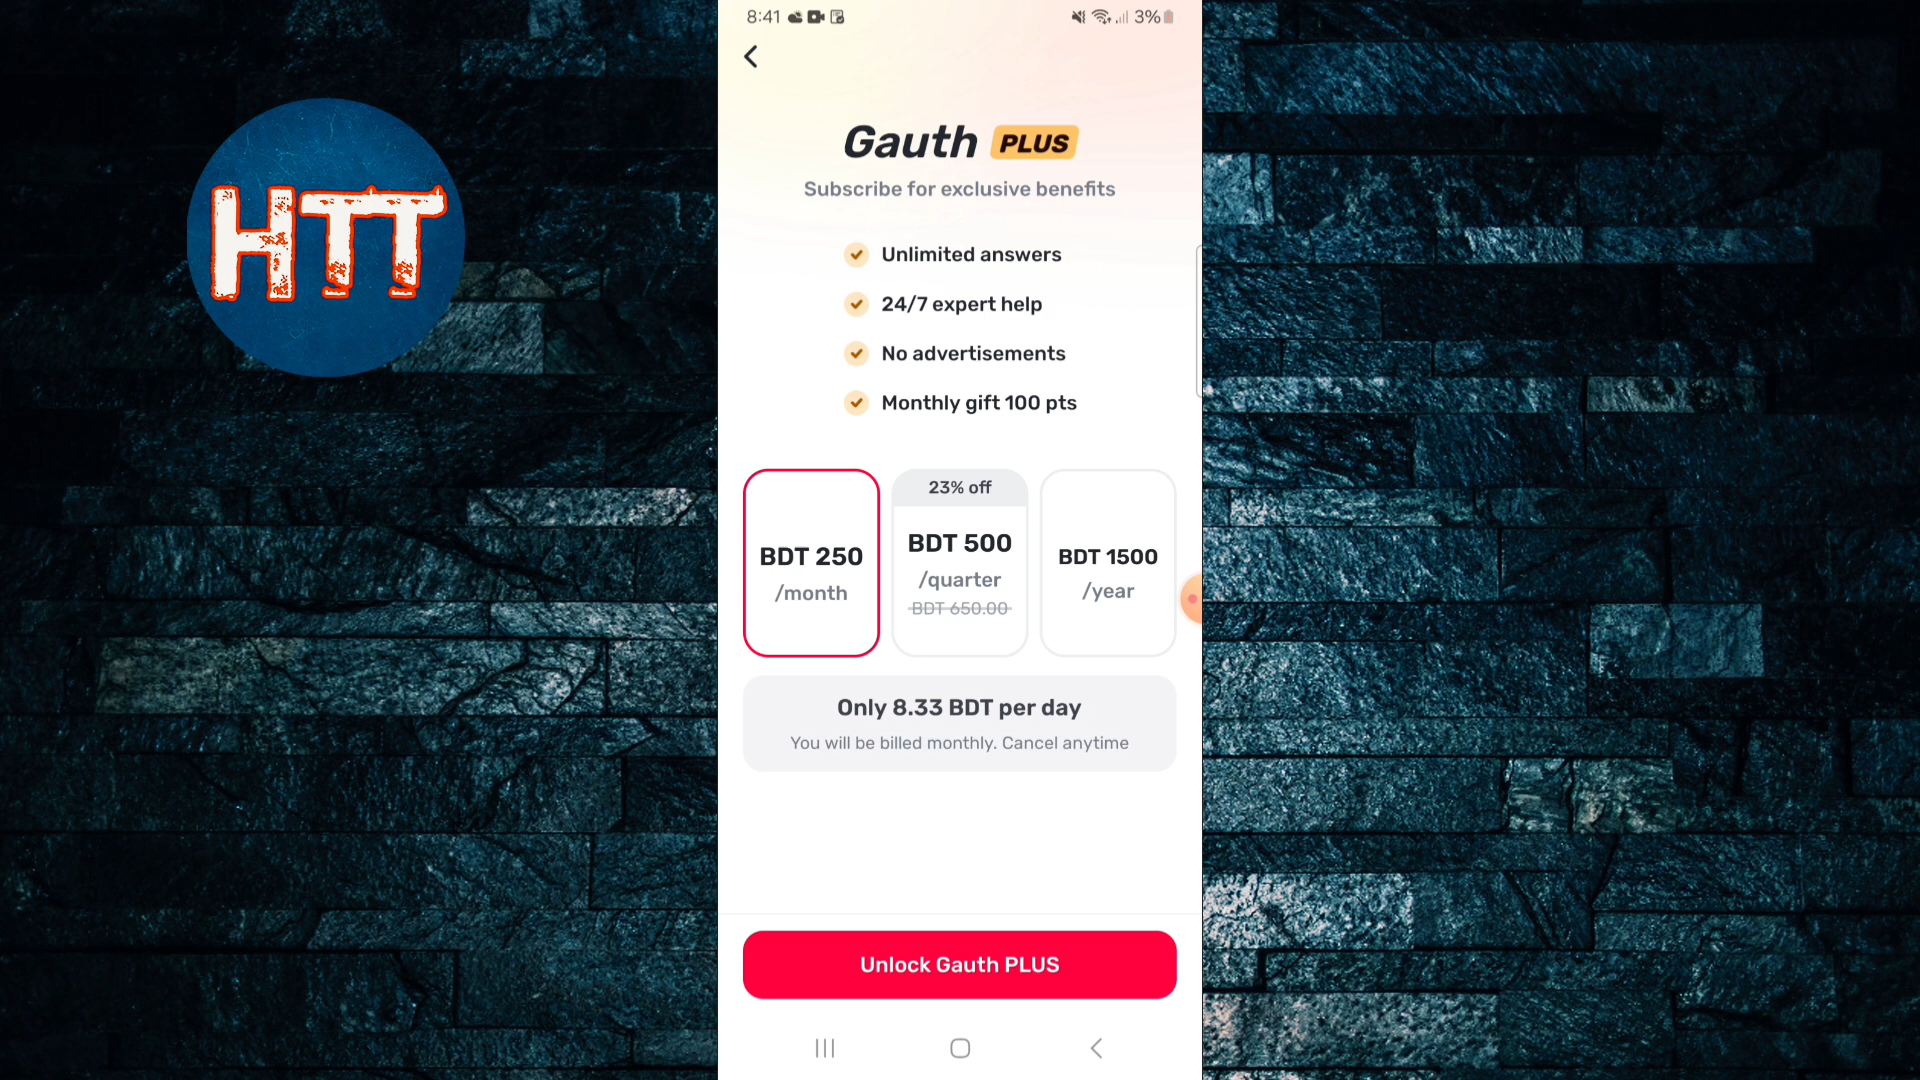 8:41
3%
HTT
Gauth PLUS
Subscribe for exclusive benefits
Unlimited answers
24/7 expert help
No advertisements
Monthly gift 100 pts
BDT 250
/month
23% off
BDT 500
/quarter
BDT 650.00
BDT 1500
/year
Only 8.33 BDT per day
You will be billed monthly. Cancel anytime
Unlock Gauth PLUS